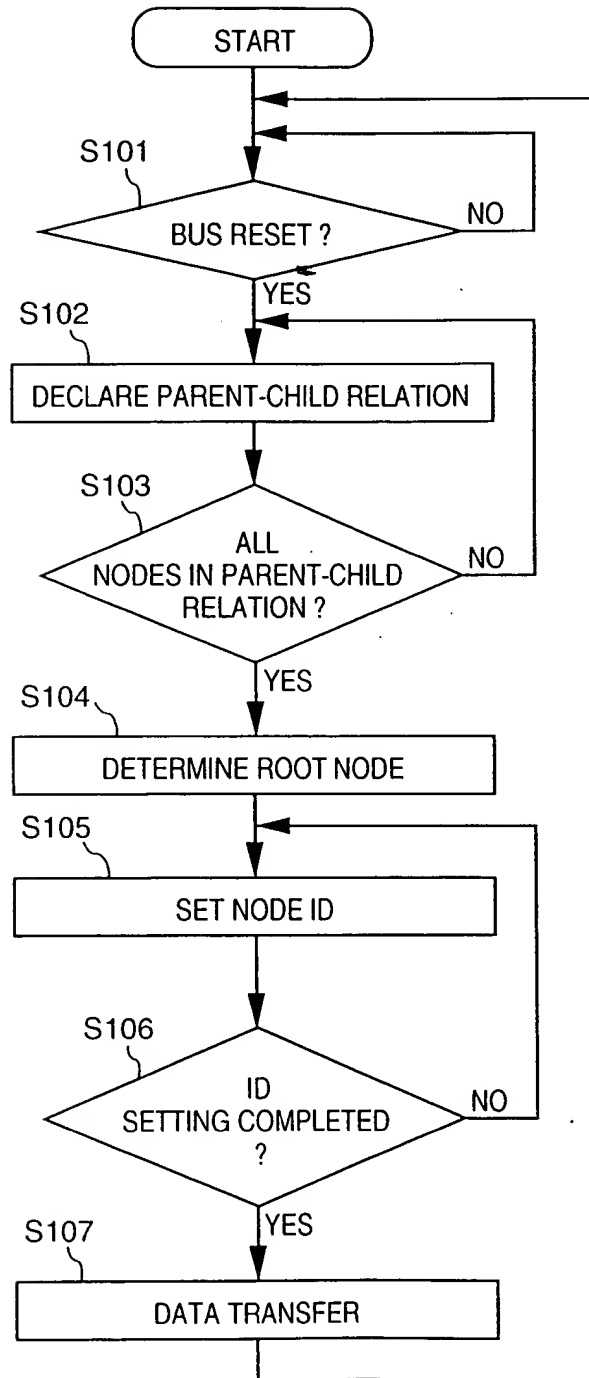 START
S101
BUS RESET ?
NO
YES
S102
DECLARE PARENT-CHILD RELATION
S103
ALL
NODES IN PARENT-CHILD
RELATION ?
NO
YES
S104
DETERMINE ROOT NODE
S105
SET NODE ID
S106
ID
SETTING COMPLETED
?
NO
YES
S107
DATA TRANSFER